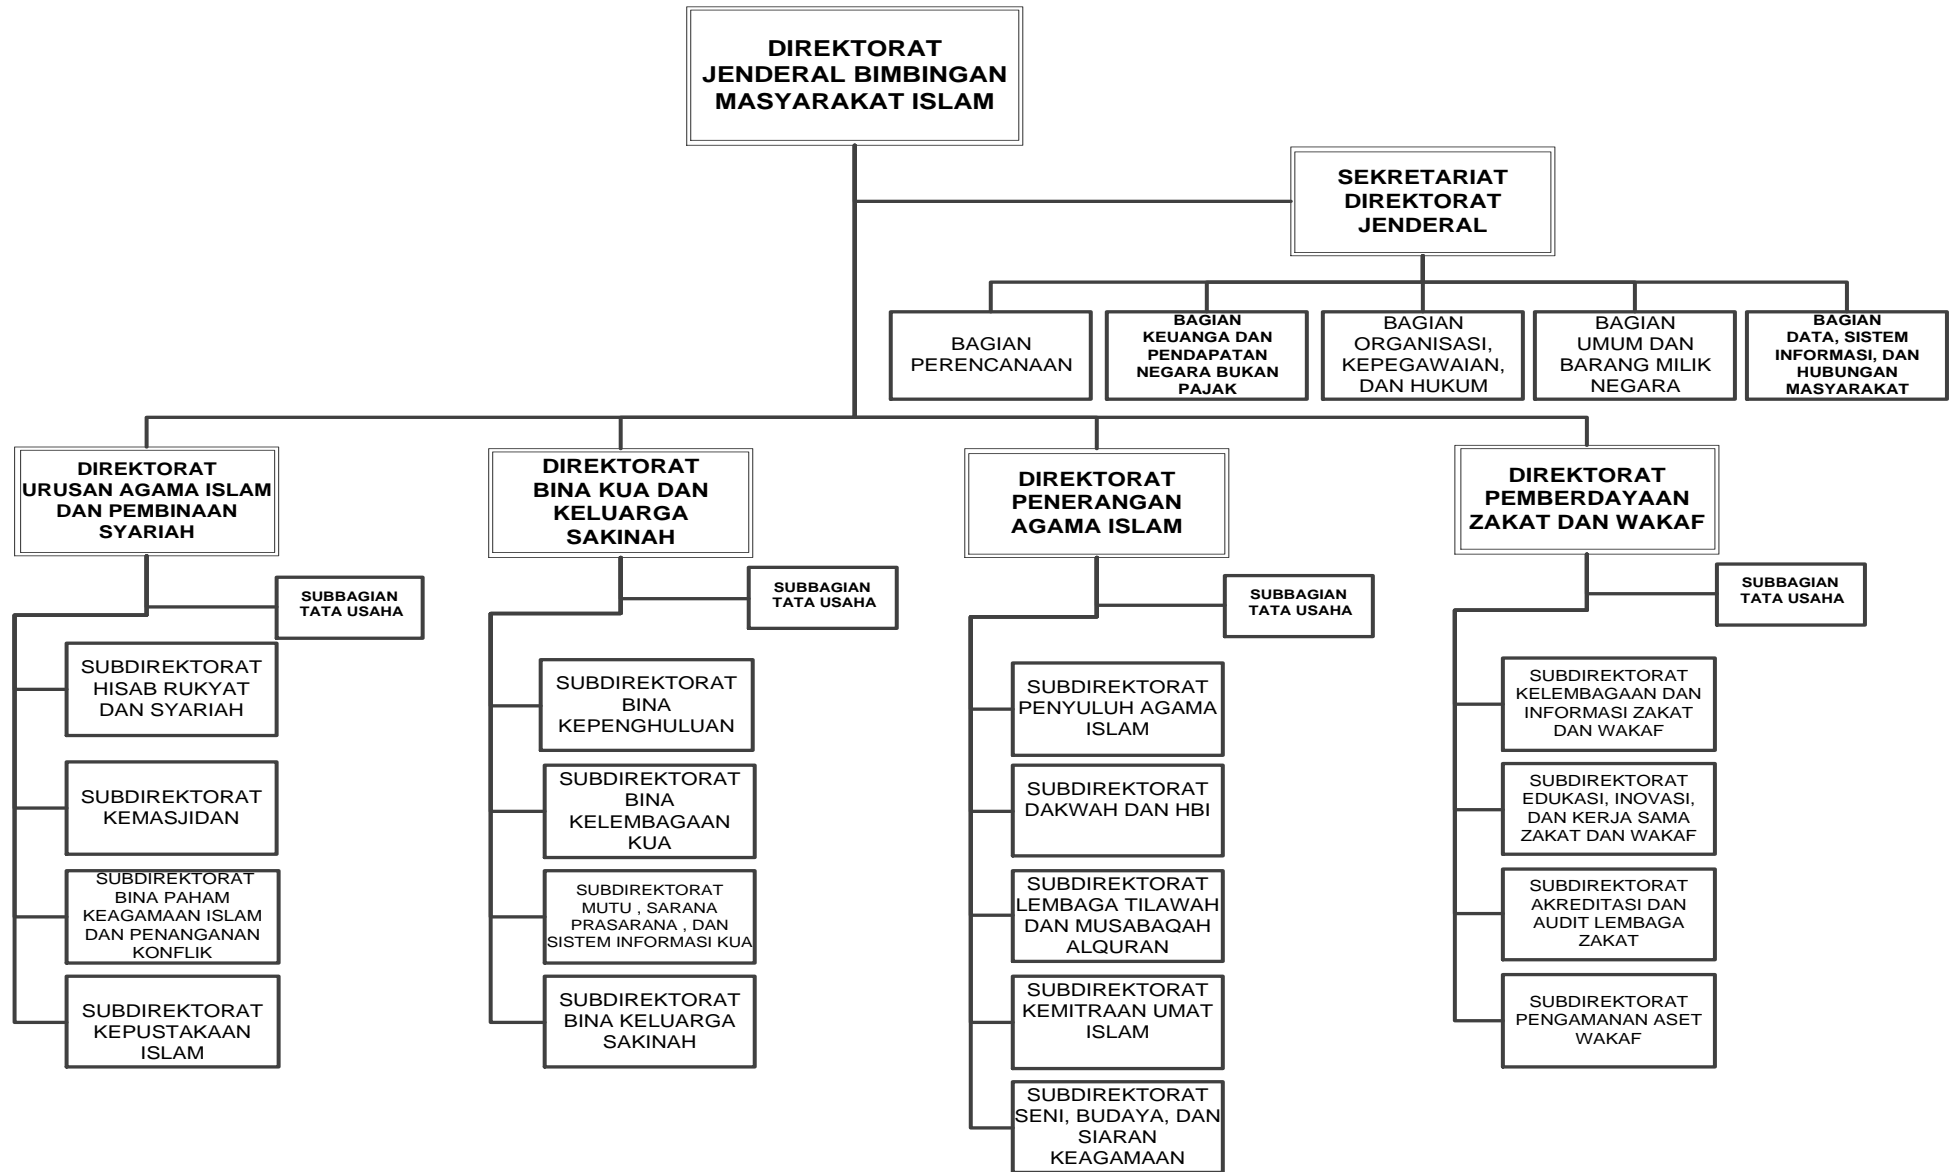 DIREKTORAT
JENDERAL BIMBINGAN
MASYARAKAT ISLAM
SEKRETARIAT
DIREKTORAT
JENDERAL
BAGIAN
PERENCANAAN
BAGIAN
KEUANGA DAN
PENDAPATAN
NEGARA BUKAN
PAJAK
BAGIAN
ORGANISASI,
KEPEGAWAIAN,
DAN HUKUM
BAGIAN
UMUM DAN
BARANG MILIK
NEGARA
BAGIAN
DATA, SISTEM
INFORMASI, DAN
HUBUNGAN
MASYARAKAT
DIREKTORAT
URUSAN AGAMA ISLAM
DAN PEMBINAAN
SYARIAH
SUBBAGIAN
TATA USAHA
SUBDIREKTORAT
HISAB RUKYAT
DAN SYARIAH
SUBDIREKTORAT
KEMASJIDAN
SUBDIREKTORAT
BINA PAHAM
KEAGAMAAN ISLAM
DAN PENANGANAN
KONFLIK
SUBDIREKTORAT
KEPUSTAKAAN
ISLAM
DIREKTORAT
BINA KUA DAN
KELUARGA
SAKINAH
SUBBAGIAN
TATA USAHA
SUBDIREKTORAT
BINA
KEPENGHULUAN
SUBDIREKTORAT
BINA
KELEMBAGAAN
KUA
SUBDIREKTORAT
MUTU , SARANA
PRASARANA , DAN
SISTEM INFORMASI KUA
SUBDIREKTORAT
BINA KELUARGA
SAKINAH
DIREKTORAT
PENERANGAN
AGAMA ISLAM
SUBBAGIAN
TATA USAHA
SUBDIREKTORAT
PENYULUH AGAMA
ISLAM
SUBDIREKTORAT
DAKWAH DAN HBI
SUBDIREKTORAT
LEMBAGA TILAWAH
DAN MUSABAQAH
ALQURAN
SUBDIREKTORAT
KEMITRAAN UMAT
ISLAM
SUBDIREKTORAT
SENI, BUDAYA, DAN
SIARAN
KEAGAMAAN
DIREKTORAT
PEMBERDAYAAN
ZAKAT DAN WAKAF
SUBBAGIAN
TATA USAHA
SUBDIREKTORAT
KELEMBAGAAN DAN
INFORMASI ZAKAT
DAN WAKAF
SUBDIREKTORAT
EDUKASI, INOVASI,
DAN KERJA SAMA
ZAKAT DAN WAKAF
SUBDIREKTORAT
AKREDITASI DAN
AUDIT LEMBAGA
ZAKAT
SUBDIREKTORAT
PENGAMANAN ASET
WAKAF